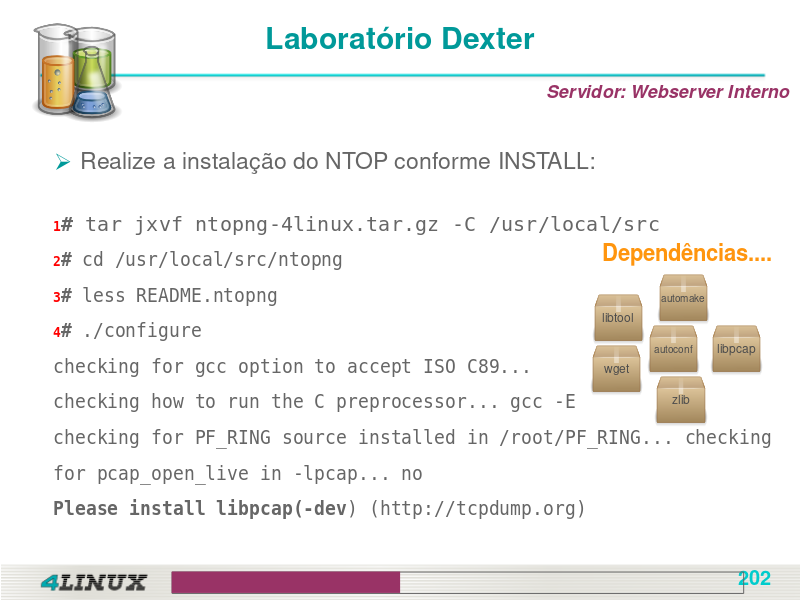 Laboratório Dexter
Servidor: Webserver Interno
Realize a instalação do NTOP conforme INSTALL:
1# tar jxvf ntopng-4linux.tar.gz -C /usr/local/src
2# cd /usr/local/src/ntopng
3# less README.ntopng
4# ./configure
checking for gcc option to accept ISO C89...
checking how to run the C preprocessor... gcc -E
checking for PF_RING source installed in /root/PF_RING... checking
for pcap_open_live in -lpcap... no
Please install libpcap(-dev) (http://tcpdump.org)
Dependências....
automake
libtool
autoconf
libpcap
wget
zlib
4LINUX
202